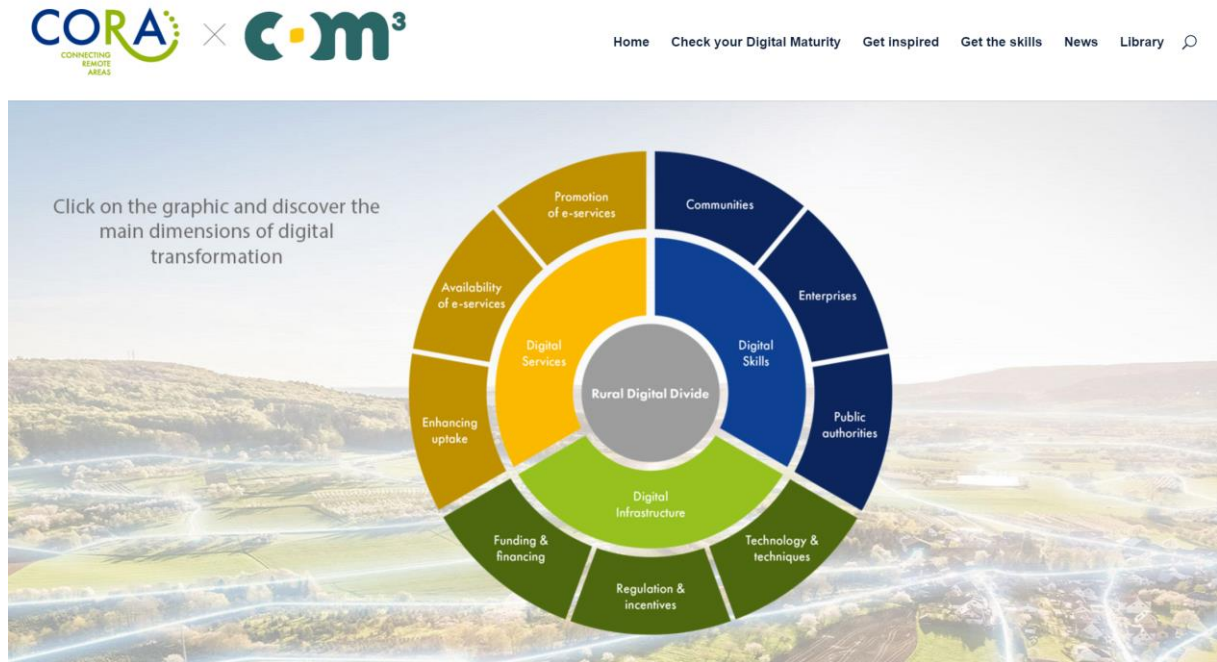 CORA
CONNECTING
REMOTE
AREAS
×
COM³
Home Check your Digital Maturity Get inspired Get the skills News Library
Click on the graphic and discover the
main dimensions of digital
transformation
Promotion
of e-services
Communities
Availability
of e-services
Enterprises
Digital
Services
Digital
Skills
Rural Digital Divide
Enhancing
uptake
Public
authorities
Digital
Infrastructure
Funding &
financing
Technology &
techniques
Regulation &
incentives